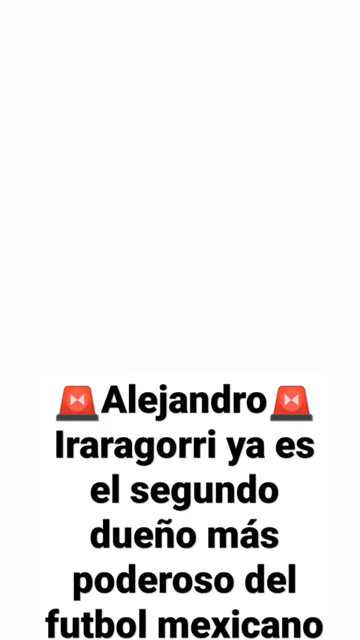 🚨Alejandro🚨
Iraragorri ya es
el segundo
dueño más
poderoso del
futbol mexicano